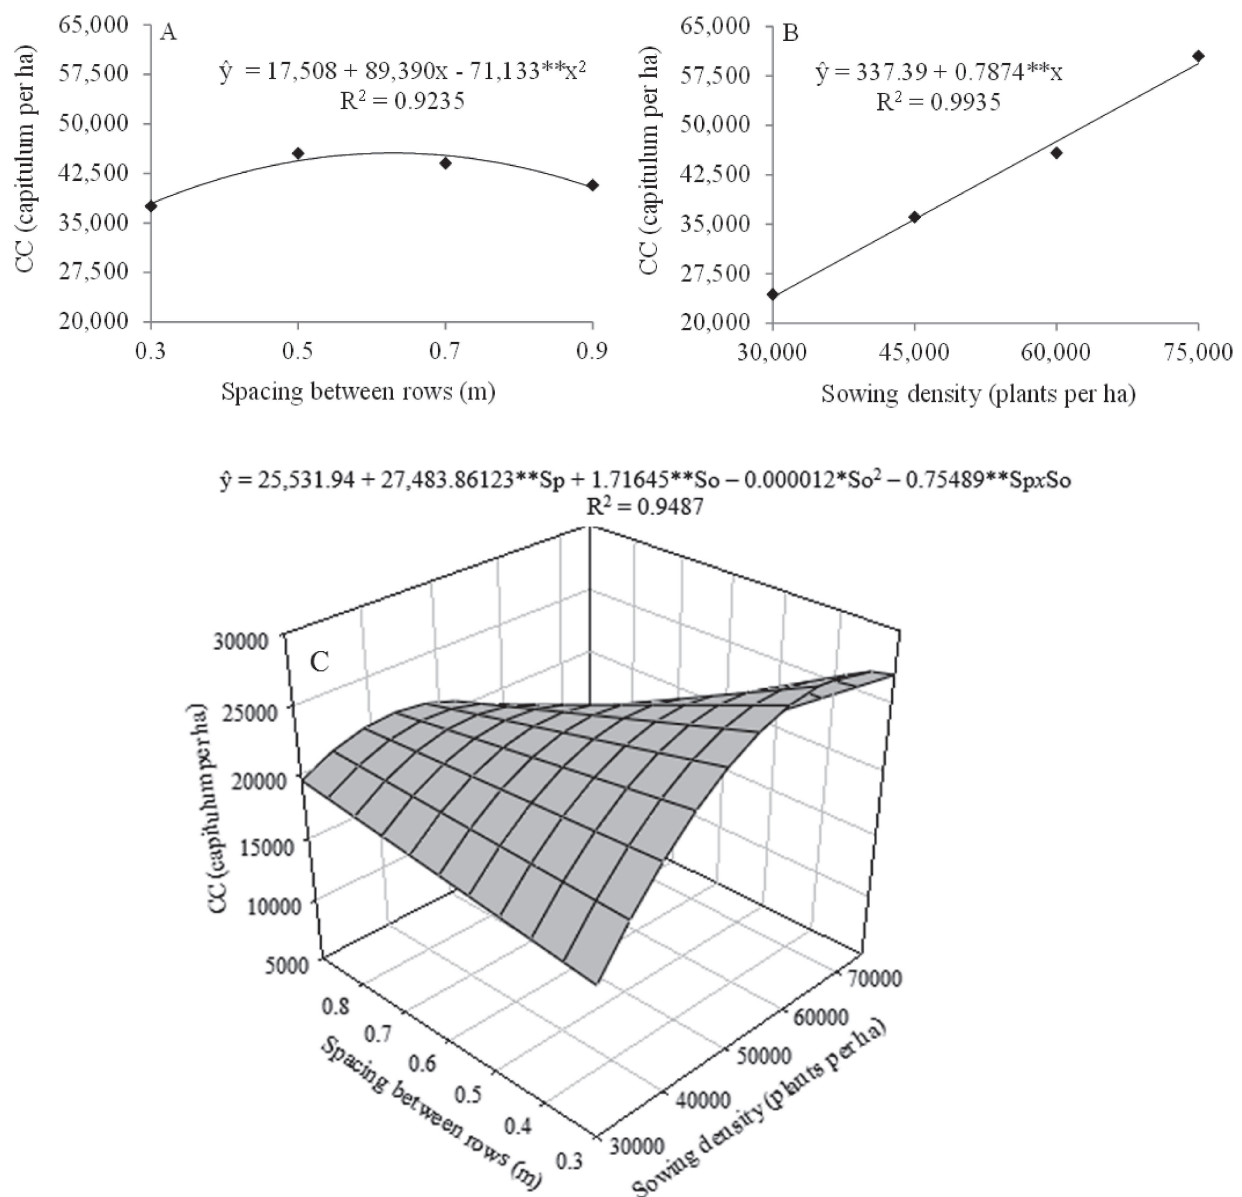 A
ŷ = 17,508 + 89,390x - 71,133**x²
R² = 0.9235
CC (capitulum per ha)
65,000
57,500
50,000
42,500
35,000
27,500
20,000
0.3 0.5 0.7 0.9
Spacing between rows (m)
B
ŷ = 337.39 + 0.7874**x
R² = 0.9935
CC (capitulum per ha)
65,000
57,500
50,000
42,500
35,000
27,500
20,000
30,000 45,000 60,000 75,000
Sowing density (plants per ha)
ŷ = 25,531.94 + 27,483.86123**Sp + 1.71645**So – 0.000012*So² – 0.75489**SpxSo
R² = 0.9487
C
CC (capitulum per ha)
30000
25000
20000
15000
10000
5000
0.8
0.7
0.6
0.5
0.4
0.3
Spacing between rows (m)
70000
60000
50000
40000
30000
Sowing density (plants per ha)